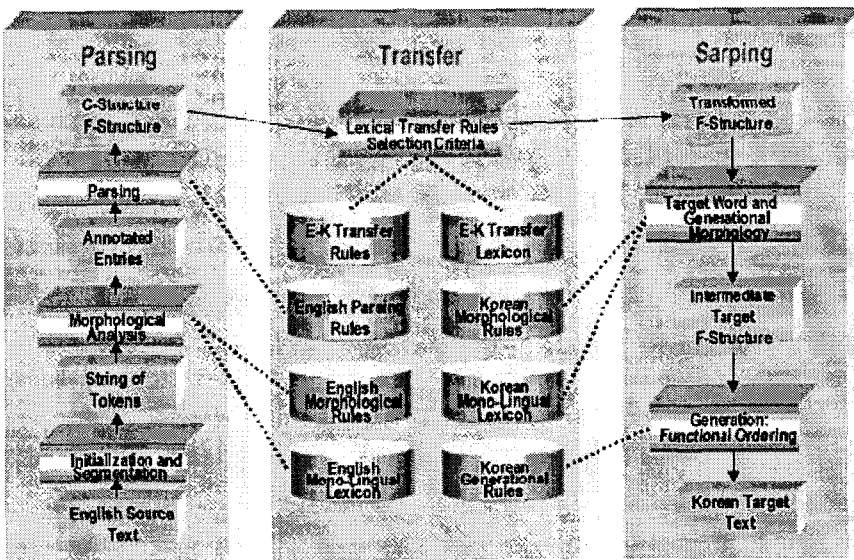 Parsing
C-Structure
F-Structure
Parsing
Annotated
Entries
Morphological
Analysis
String of
Tokens
Initialization and
Segmentation
English Source
Text
Transfer
Lexical Transfer Rules
Selection Criteria
E-K Transfer
Rules
E-K Transfer
Lexicon
English Parsing
Rules
Korean
Morphological
Rules
English
Morphological
Rules
Korean
Mono-Lingual
Lexicon
English
Mono-Lingual
Lexicon
Korean
Generational
Rules
Sarping
Transformed
F-Structure
Target Word and
Generational
Morphology
Intermediate
Target
F-Structure
Generation:
Functional Ordering
Korean Target
Text